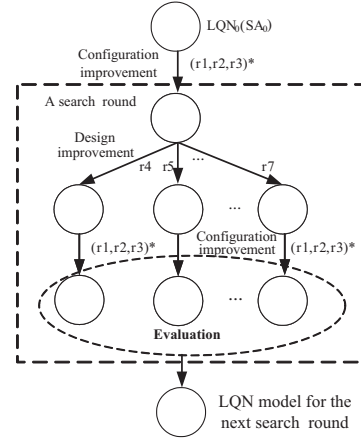 LQN0(SA0)
Configuration
improvement
(r1,r2,r3)*
A search round
Design
improvement
...
r4
r5
r7
...
(r1,r2,r3)*
Configuration
improvement
(r1,r2,r3)*
...
Evaluation
LQN model for the
next search round